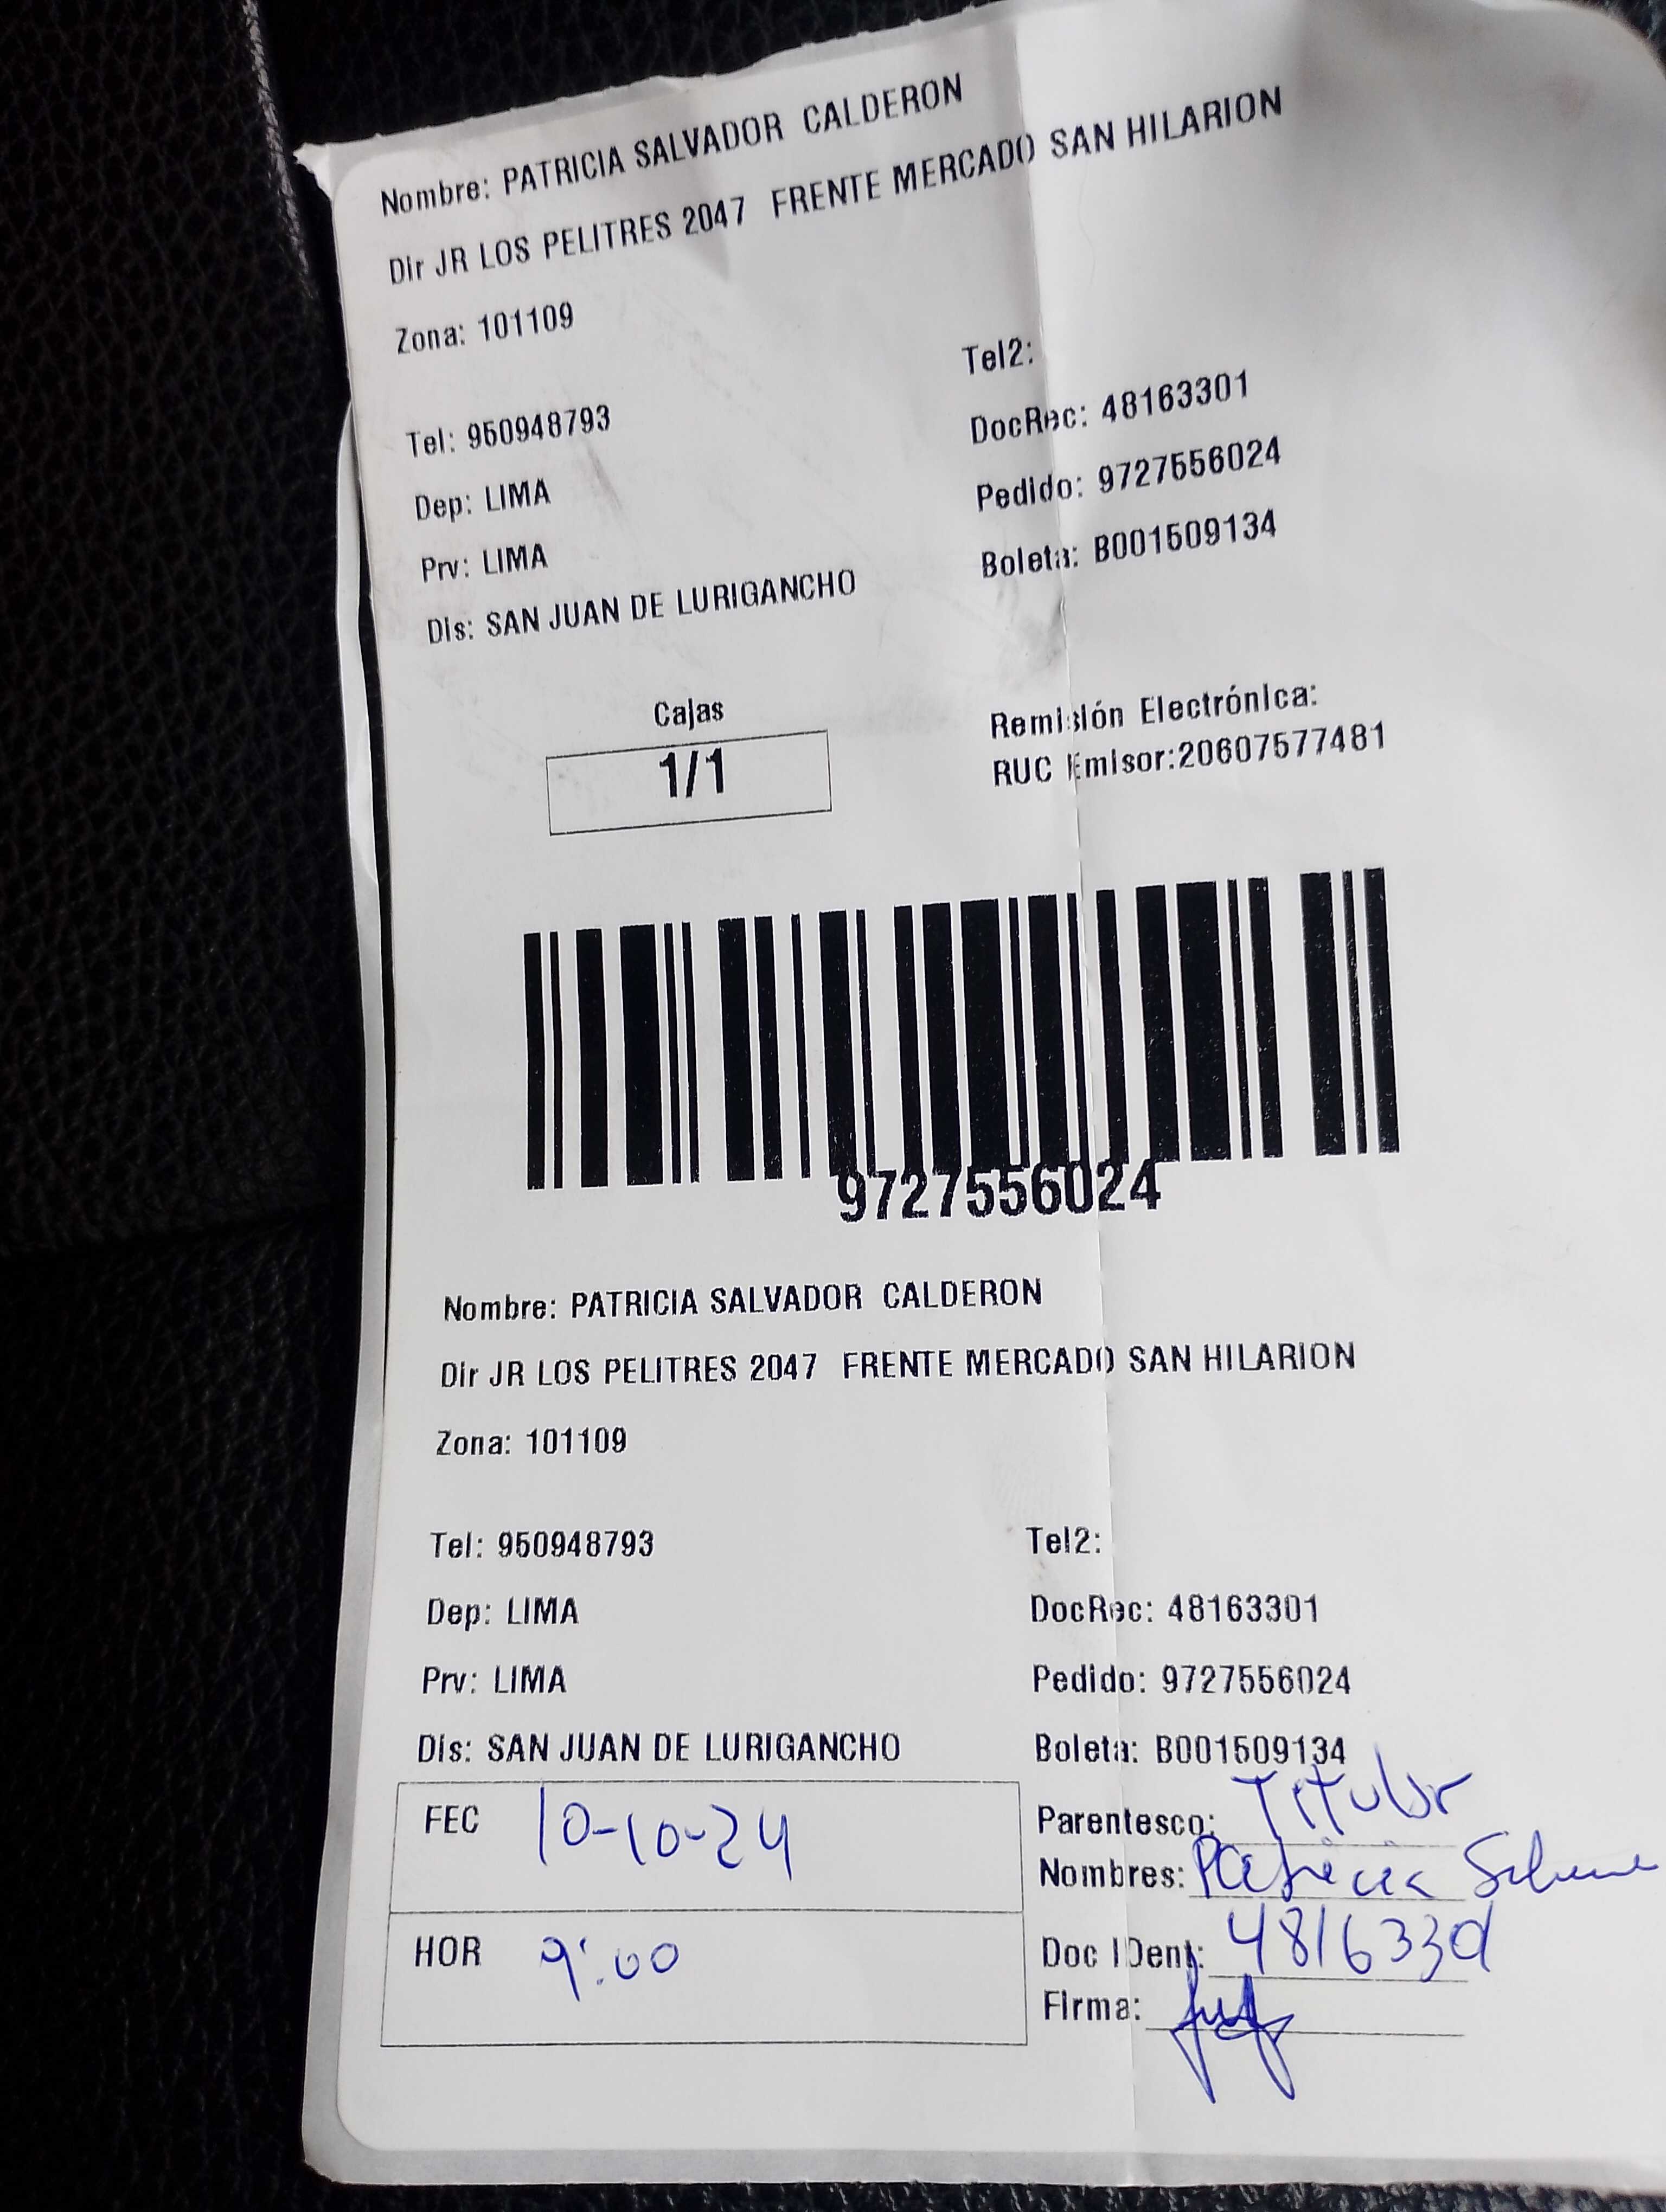 Nombre: PATRICIA SALVADOR CALDERON
Dir JR LOS PELITRES 2047 FRENTE MERCADO SAN HILARION
Zona: 101109
Tel2:
Tel: 950948793
DocRec: 48163301
Dep: LIMA
Pedido: 9727556024
Prv: LIMA
Boleta: B001509134
Dis: SAN JUAN DE LURIGANCHO
Cajas
1/1
Remisión Electrónica:
RUC Emisor:20607577481
9727556024
Nombre: PATRICIA SALVADOR CALDERON
Dir JR LOS PELITRES 2047 FRENTE MERCADO SAN HILARION
Zona: 101109
Tel: 950948793
Tel2:
Dep: LIMA
DocRec: 48163301
Prv: LIMA
Pedido: 9727556024
Dis: SAN JUAN DE LURIGANCHO
Boleta: B001509134
FEC 10-10-24
Parentesco: Titular
Nombres: Patricia
HOR 9:00
Doc IDent: 48163301
Firma: